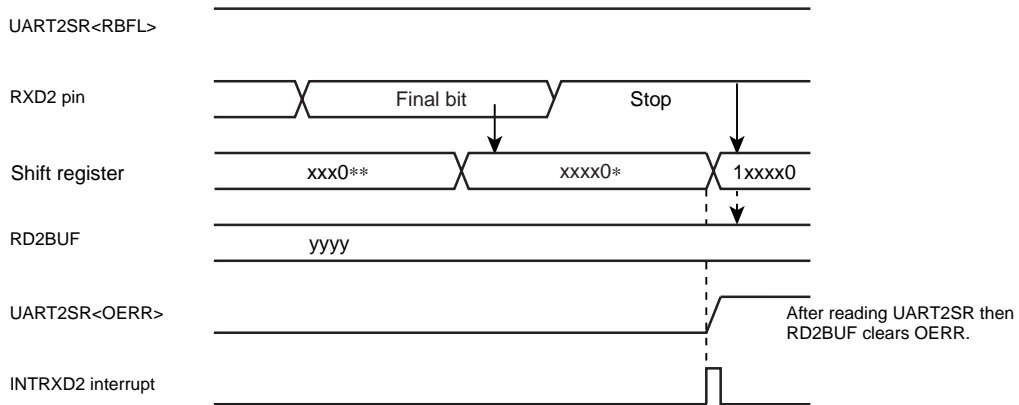 UART2SR<RBFL>
RXD2 pin
Final bit
Stop
Shift register
xxx0**
xxxx0*
1xxxx0
RD2BUF
yyyy
UART2SR<OERR>
After reading UART2SR then
RD2BUF clears OERR.
INTRXD2 interrupt